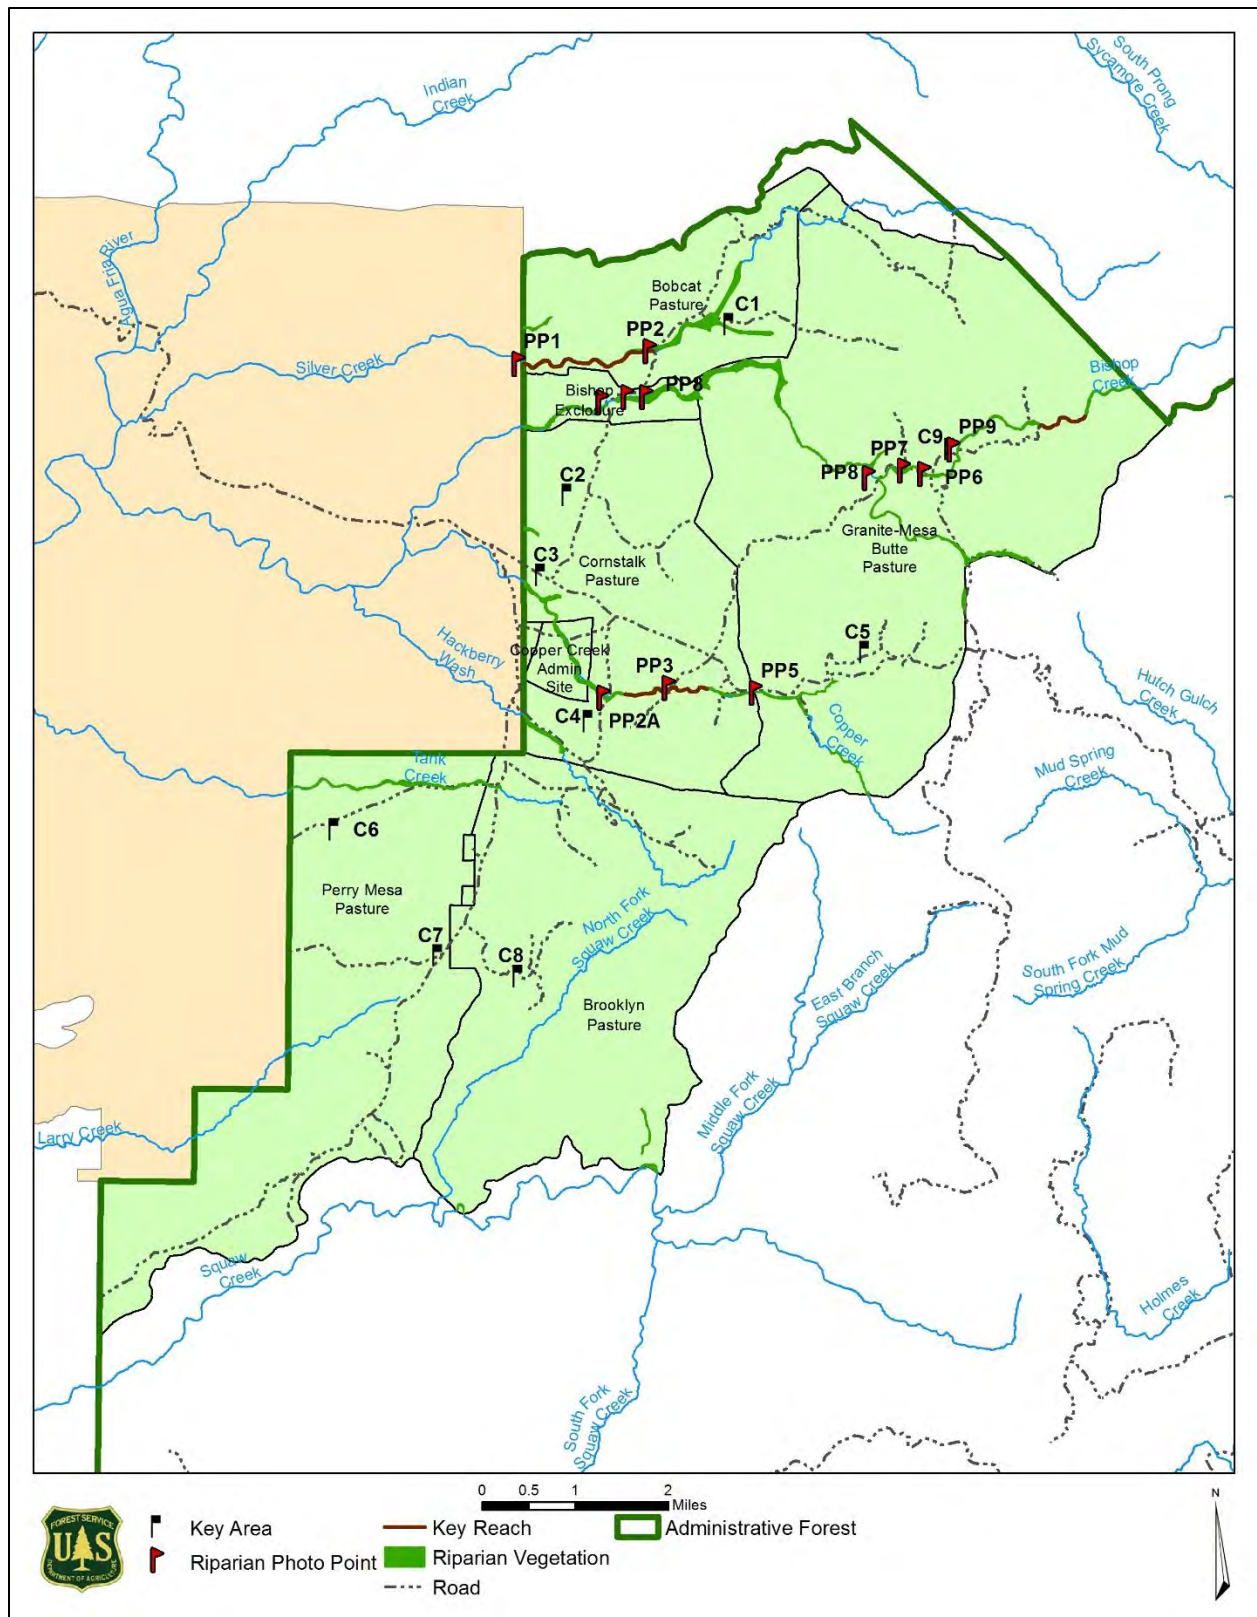 Indian
Creek
South Prong
Sycamore Creek
Agua Fria River
Bobcat
Pasture
C1
PP1
PP2
Silver Creek
Bishop
Creek
Bishop
Exclosure
PP8
C9
PP9
PP7
PP8
PP6
C2
Granite-Mesa
Butte
Pasture
C3
Cornstalk
Pasture
Hackberry
Wash
Copper Creek
Admin
Site
C5
PP3
PP5
C4
PP2A
Copper
Creek
Hutch Gulch
Creek
Tank
Creek
Mud Spring
Creek
C6
Perry Mesa
Pasture
C7
C8
North Fork
Squaw Creek
Brooklyn
Pasture
East Branch
Squaw Creek
South Fork Mud
Spring Creek
Middle Fork
Squaw Creek
Larry Creek
Squaw
Creek
Holmes
Creek
South Fork
Squaw Creek
0 0.5 1 2
Miles
N
FOREST SERVICE
U S
DEPARTMENT OF AGRICULTURE
Key Area
Riparian Photo Point
Key Reach
Riparian Vegetation
Road
Administrative Forest